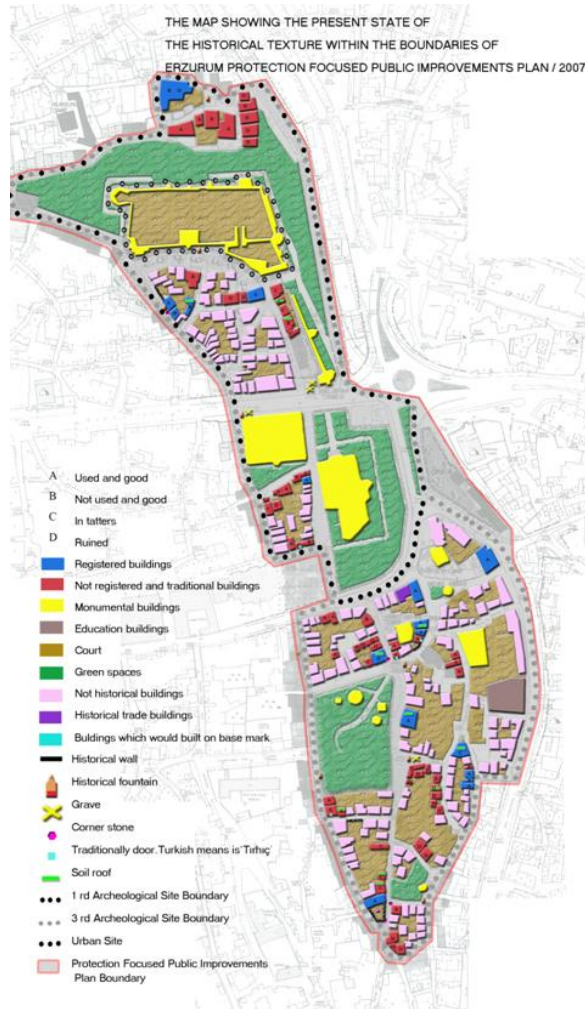 THE MAP SHOWING THE PRESENT STATE OF
THE HISTORICAL TEXTURE WITHIN THE BOUNDARIES OF
ERZURUM PROTECTION FOCUSED PUBLIC IMPROVEMENTS PLAN / 2007
A Used and good
B Not used and good
C In tatters
D Ruined
Registered buildings
Not registered and traditional buildings
Monumental buildings
Education buildings
Court
Green spaces
Not historical buildings
Historical trade buildings
Buldings which would built on base mark
Historical wall
Historical fountain
Grave
Corner stone
Traditionally door. Turkish means is "Tırhıç"
Soil roof
1 rd Archeological Site Boundary
3 rd Archeological Site Boundary
Urban Site
Protection Focused Public Improvements
Plan Boundary